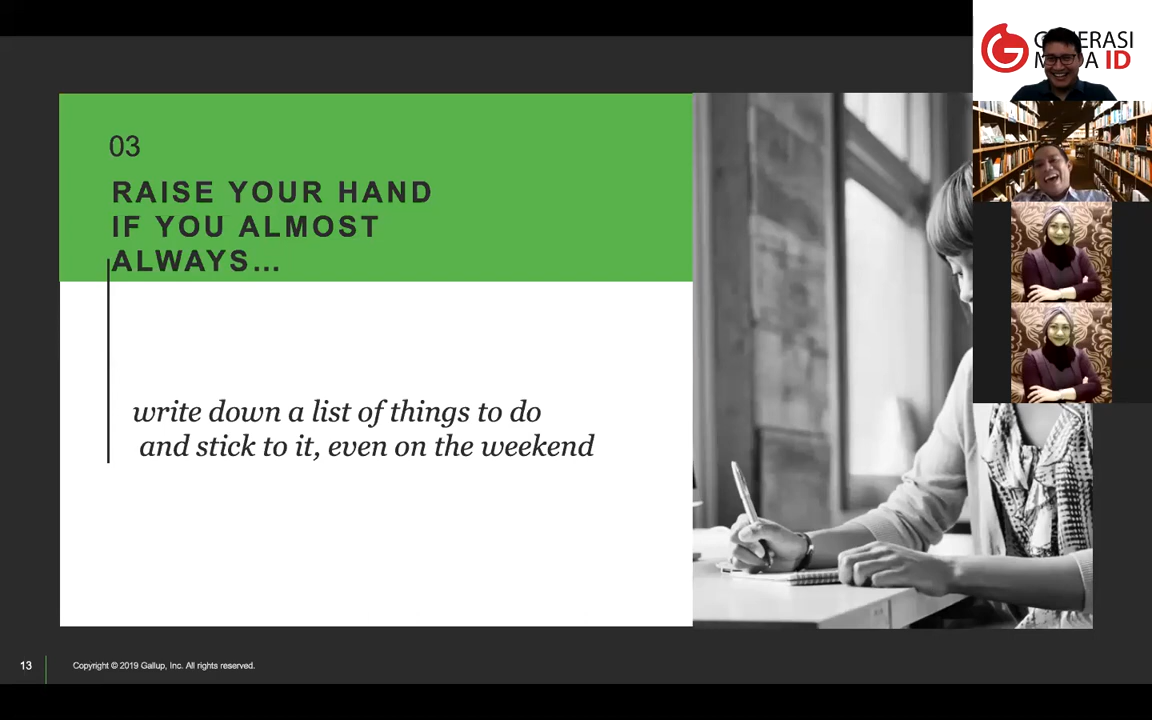 03
RAISE YOUR HAND
IF YOU ALMOST
ALWAYS...
write down a list of things to do
and stick to it, even on the weekend
13
Copyright © 2019 Gallup, Inc. All rights reserved.
ID